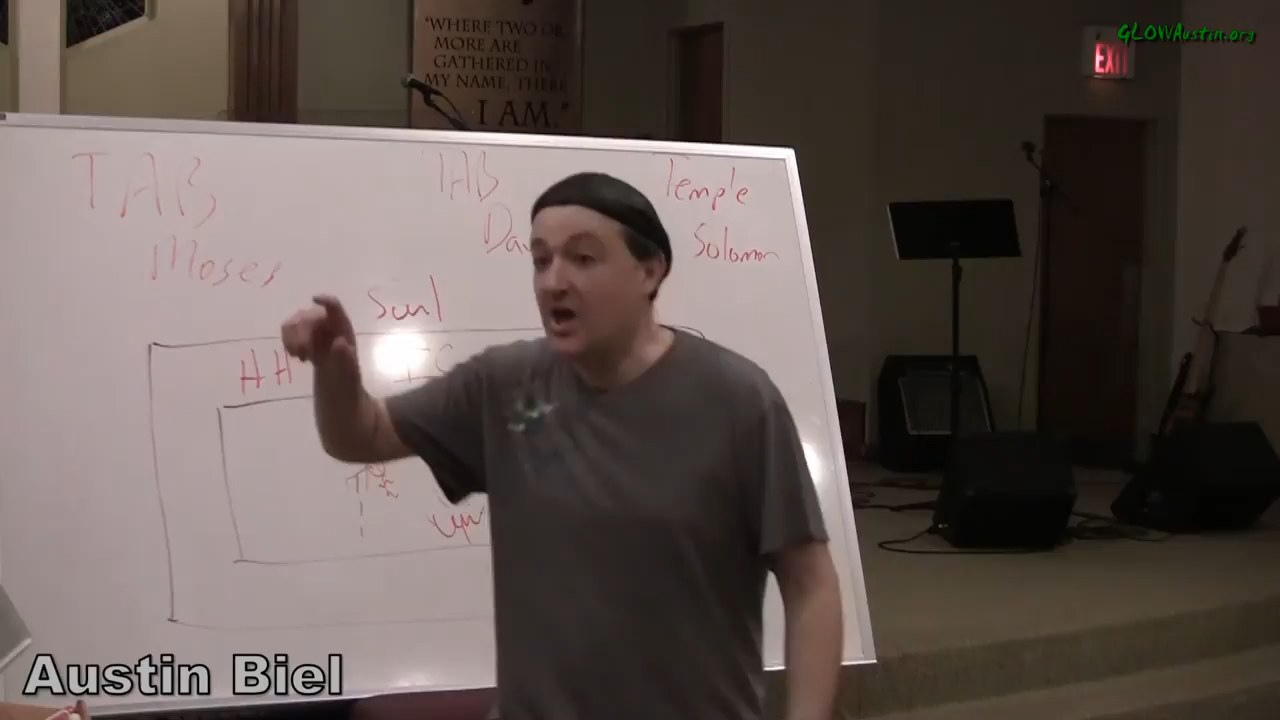 GLOWAustin.org
"WHERE TWO OR
MORE ARE
GATHERED IN
MY NAME, THERE
I AM."
EXIT
TAB
Moses
TAB
Temple
Solomon
HH
Austin Biel